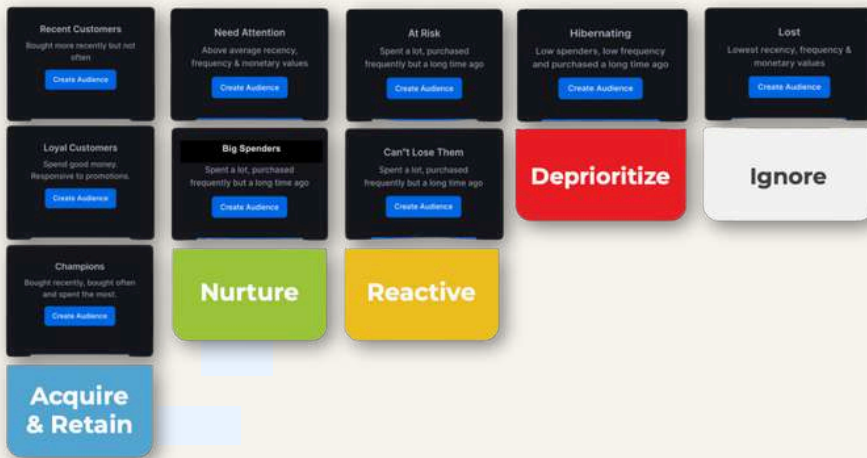 Recent Customers
Bought more recently but not
often
Create Audience
Need Attention
Above average recency,
frequency & monetary values
Create Audience
At Risk
Spent a lot, purchased
frequently but a long time ago
Create Audience
Hibernating
Low spenders, low frequency
and purchased a long time ago
Create Audience
Lost
Lowest recency, frequency &
monetary values
Create Audience
Loyal Customers
Spend good money.
Responsive to promotions.
Create Audience
Big Spenders
Spent a lot, purchased
frequently but a long time ago
Create Audience
Can"t Lose Them
Spent a lot, purchased
frequently but a long time ago
Create Audience
Deprioritize
Ignore
Champions
Bought recently, bought often
and spent the most.
Create Audience
Nurture
Reactive
Acquire
& Retain